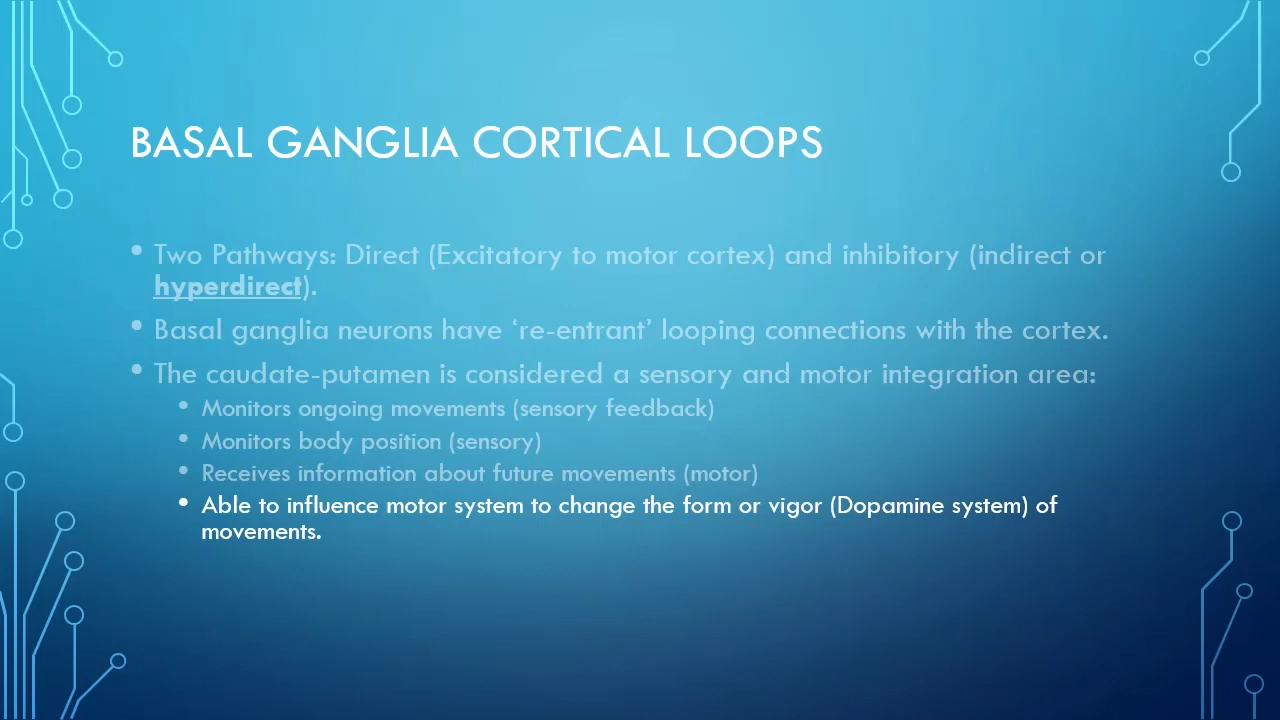 BASAL GANGLIA CORTICAL LOOPS
• Two Pathways: Direct (Excitatory to motor cortex) and inhibitory (indirect or
hyperdirect).
• Basal ganglia neurons have ‘re-entrant’ looping connections with the cortex.
• The caudate-putamen is considered a sensory and motor integration area:
• Monitors ongoing movements (sensory feedback)
• Monitors body position (sensory)
• Receives information about future movements (motor)
• Able to influence motor system to change the form or vigor (Dopamine system) of
movements.